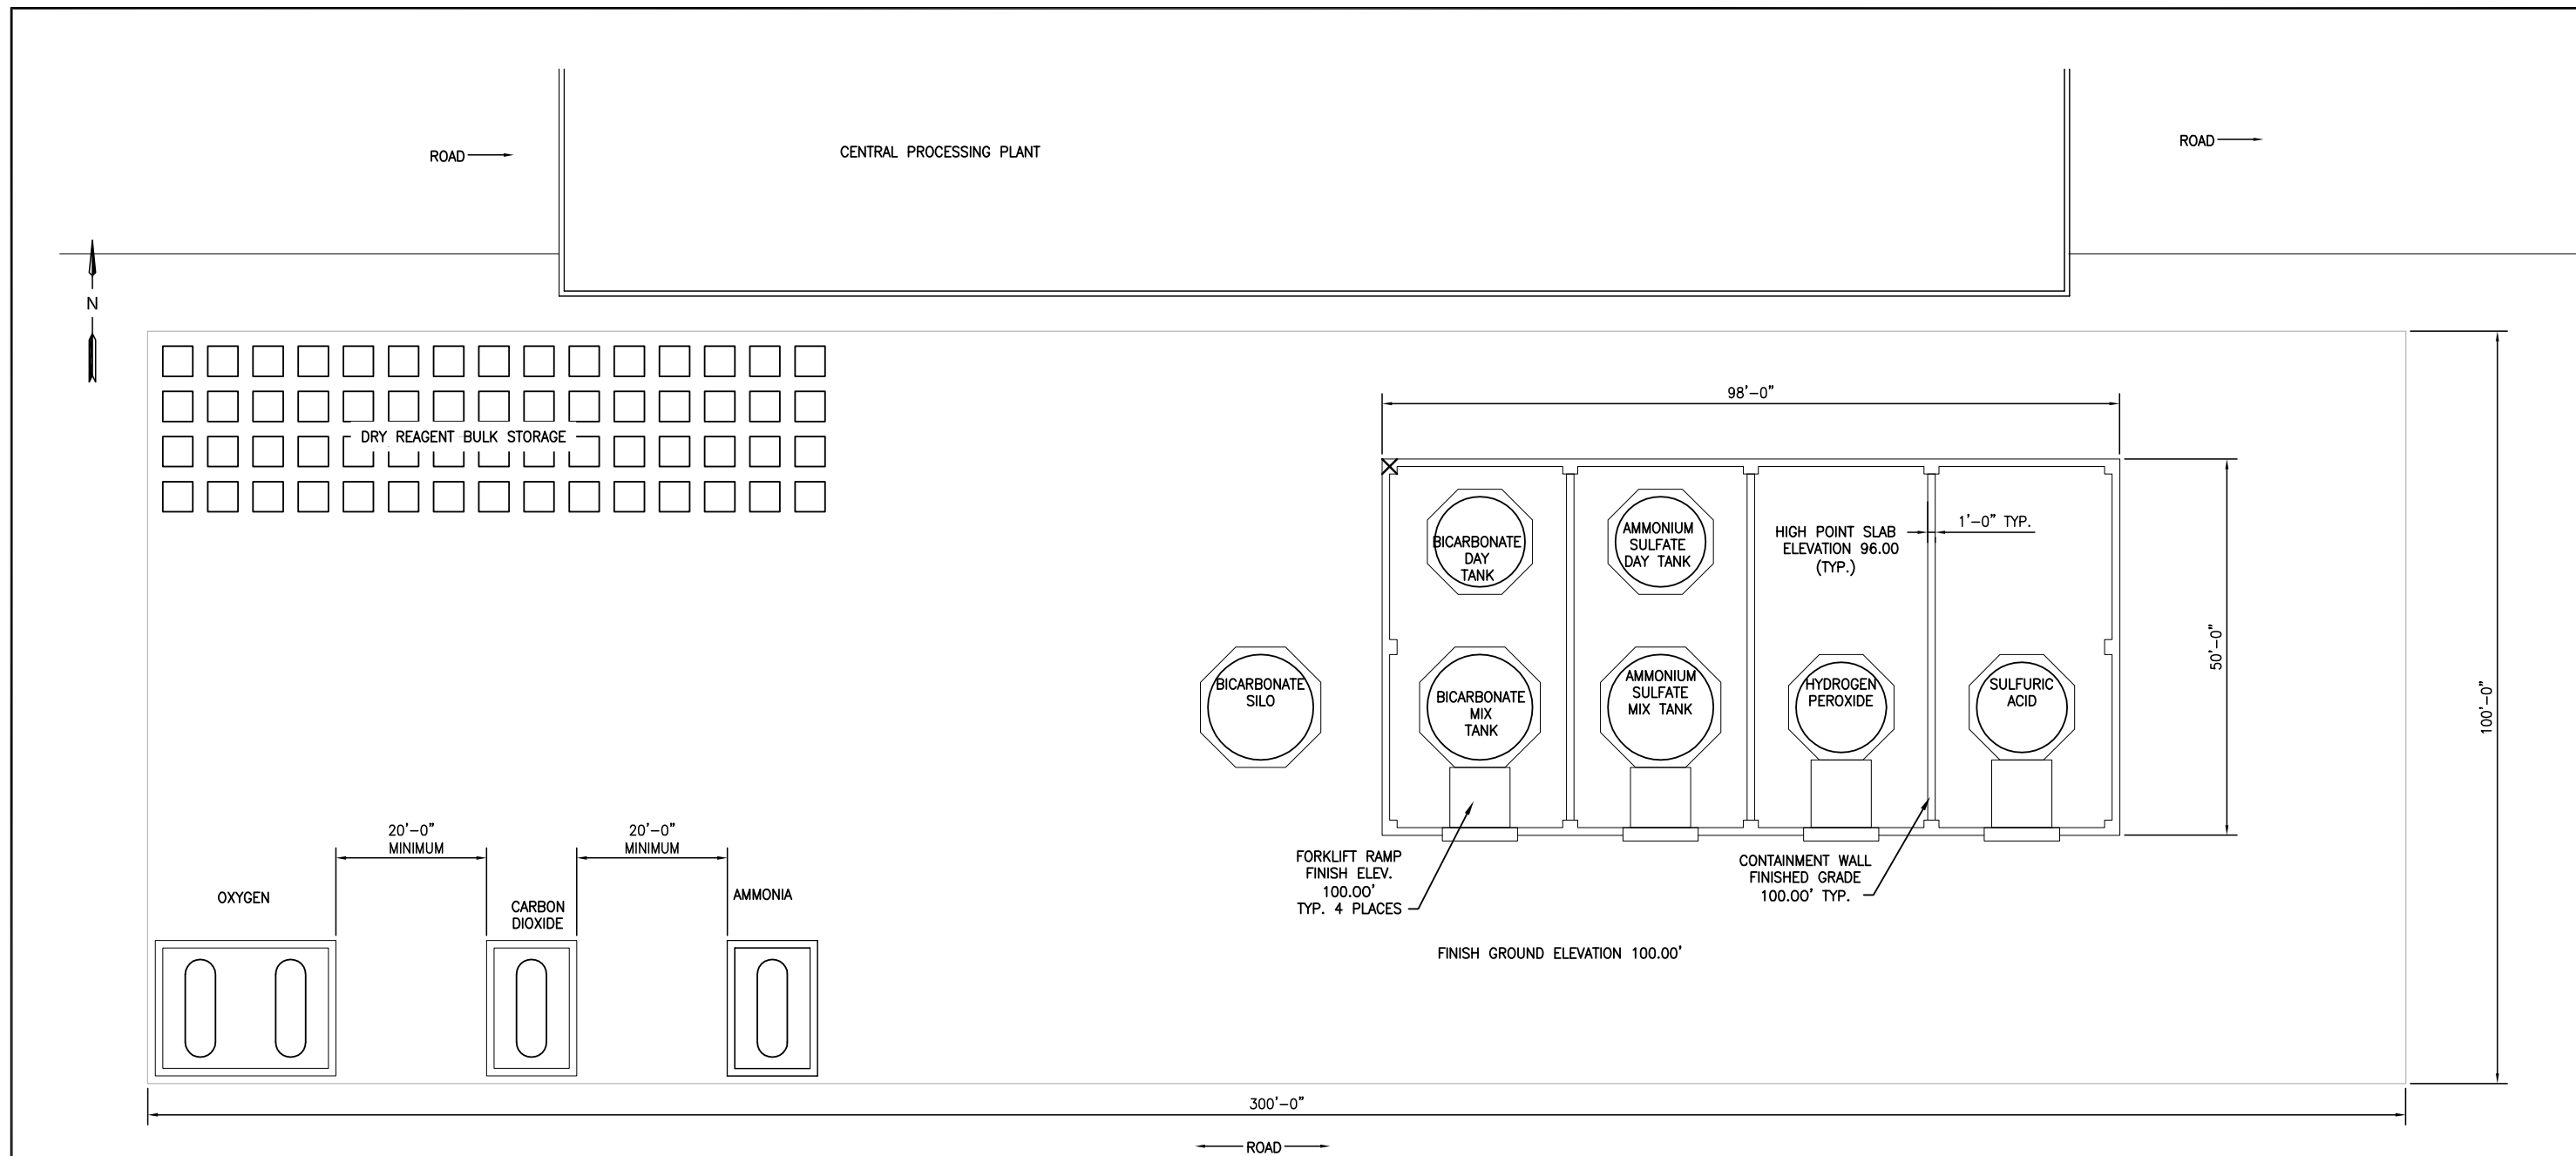 ROAD
CENTRAL PROCESSING PLANT
ROAD
N
98'-0"
DRY REAGENT BULK STORAGE
BICARBONATE
DAY
TANK
AMMONIUM
SULFATE
DAY TANK
HIGH POINT SLAB
ELEVATION 96.00
(TYP.)
1'-0" TYP.
50'-0"
100'-0"
BICARBONATE
SILO
BICARBONATE
MIX
TANK
AMMONIUM
SULFATE
MIX TANK
HYDROGEN
PEROXIDE
SULFURIC
ACID
20'-0"
MINIMUM
20'-0"
MINIMUM
OXYGEN
CARBON
DIOXIDE
AMMONIA
FORKLIFT RAMP
FINISH ELEV.
100.00'
TYP. 4 PLACES
CONTAINMENT WALL
FINISHED GRADE
100.00' TYP.
FINISH GROUND ELEVATION 100.00'
300'-0"
ROAD